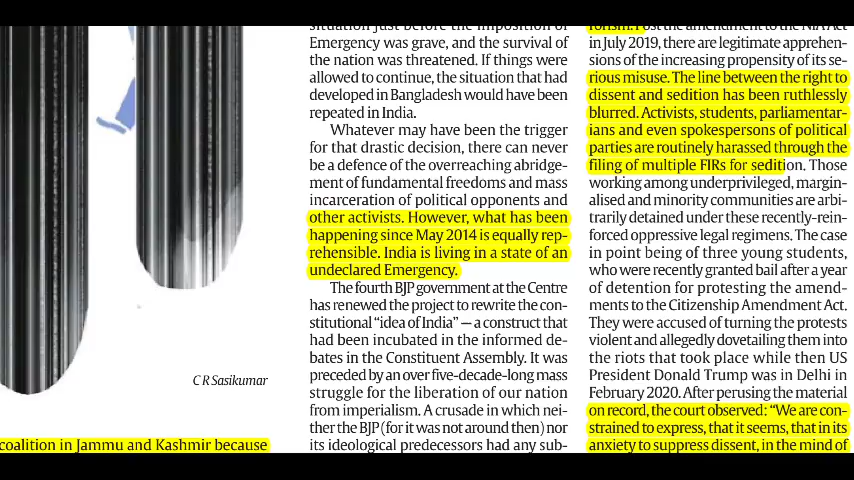 C R Sasikumar
coalition in Jammu and Kashmir because
situation just before the imposition of
Emergency was grave, and the survival of
the nation was threatened. If things were
allowed to continue, the situation that had
developed in Bangladesh would have been
repeated in India.
Whatever may have been the trigger
for that drastic decision, there can never
be a defence of the overreaching abridge-
ment of fundamental freedoms and mass
incarceration of political opponents and
other activists. However, what has been
happening since May 2014 is equally rep-
rehensible. India is living in a state of an
undeclared Emergency.
The fourth BJP government at the Centre
has renewed the project to rewrite the con-
stitutional “idea of India” — a construct that
had been incubated in the informed de-
bates in the Constituent Assembly. It was
preceded by an over five-decade-long mass
struggle for the liberation of our nation
from imperialism. A crusade in which nei-
ther the BJP (for it was not around then) nor
its ideological predecessors had any sub-
rorism. Post the amendment to the NIA Act
in July 2019, there are legitimate apprehen-
sions of the increasing propensity of its se-
rious misuse. The line between the right to
dissent and sedition has been ruthlessly
blurred. Activists, students, parliamentar-
ians and even spokespersons of political
parties are routinely harassed through the
filing of multiple FIRs for sedition. Those
working among underprivileged, margin-
alised and minority communities are arbi-
trarily detained under these recently-rein-
forced oppressive legal regimens. The case
in point being of three young students,
who were recently granted bail after a year
of detention for protesting the amend-
ments to the Citizenship Amendment Act.
They were accused of turning the protests
violent and allegedly dovetailing them into
the riots that took place while then US
President Donald Trump was in Delhi in
February 2020. After perusing the material
on record, the court observed: “We are con-
strained to express, that it seems, that in its
anxiety to suppress dissent, in the mind of